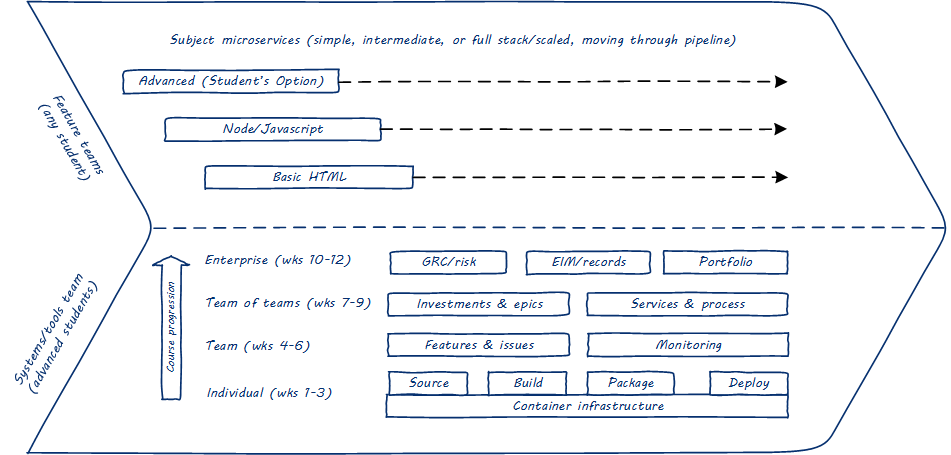 Subject microservices (simple, intermediate, or full stack/scaled, moving through pipeline)
Advanced (Student's Option)
Node/Javascript
Basic HTML
Feature teams
(any student)
Systems/tools team
(advanced students)
Course progression
Enterprise (wks 10-12)
GRC/risk
EIM/records
Portfolio
Team of teams (wks 7-9)
Investments & epics
Services & process
Team (wks 4-6)
Features & issues
Monitoring
Individual (wks 1-3)
Source
Build
Package
Deploy
Container infrastructure